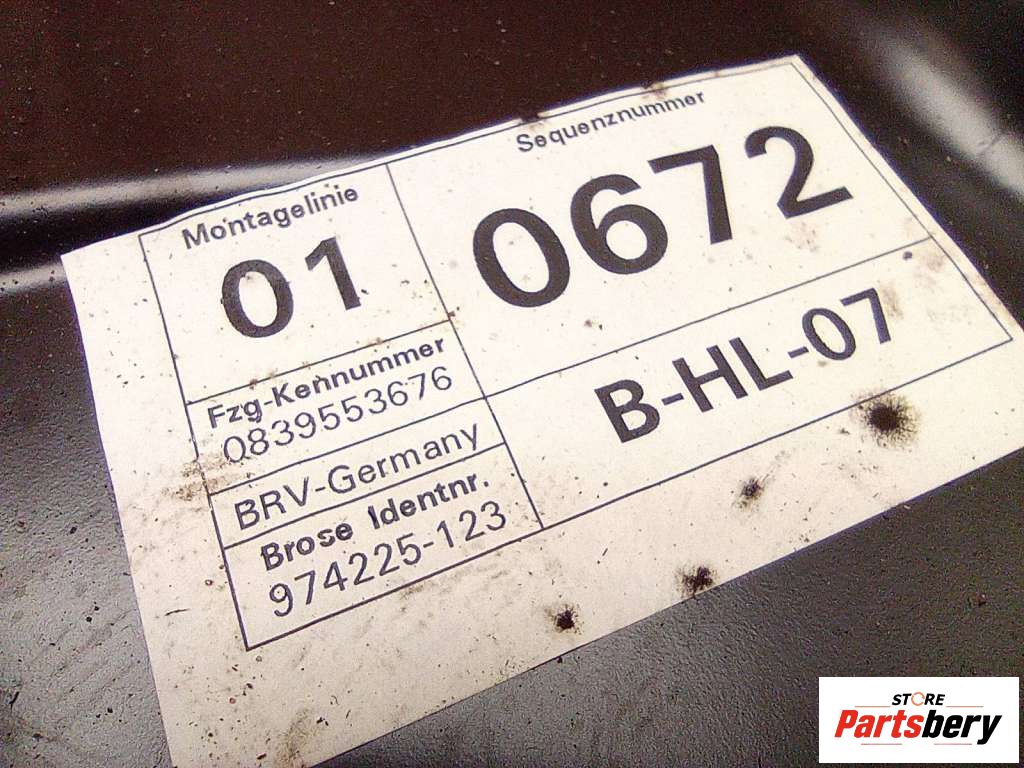 Montagelinie
01
Sequenznummer
0672
Fzg-Kennummer
0839553676
BRV-Germany
Brose Identnr.
974225-123
B-HL-07
STORE
Partsbery